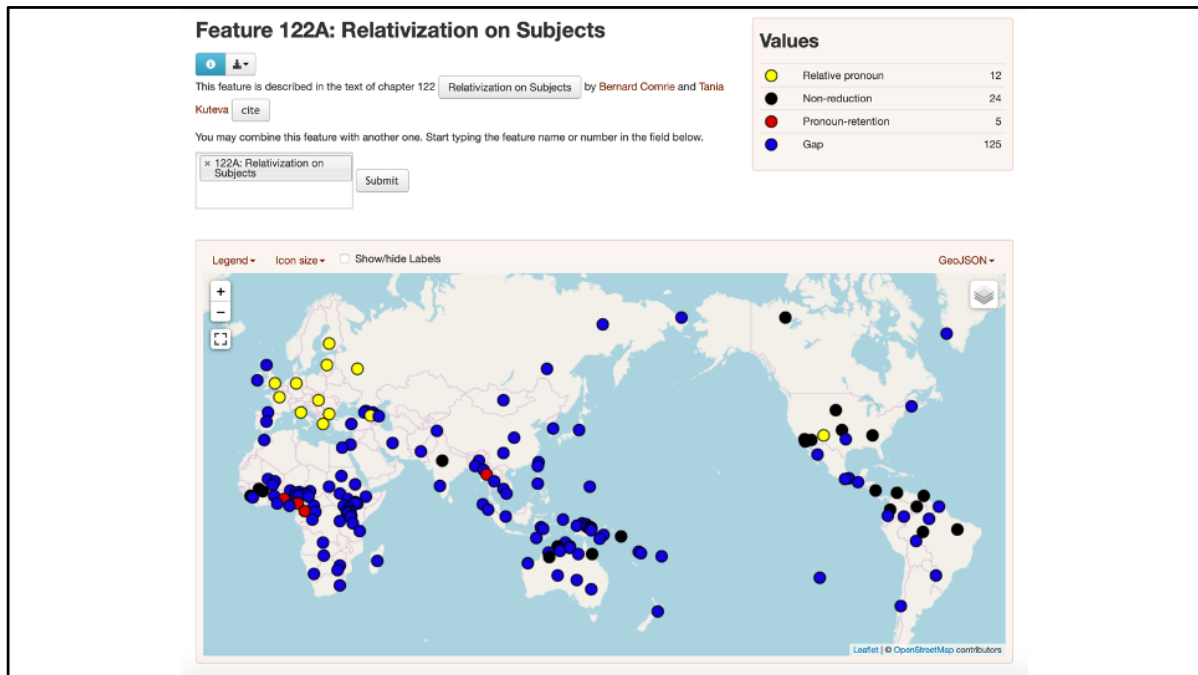 Feature 122A: Relativization on Subjects
This feature is described in the text of chapter 122 Relativization on Subjects by Bernard Comrie and Tania
Kuteva cite
You may combine this feature with another one. Start typing the feature name or number in the field below.
× 122A: Relativization on
Subjects
Submit
Values
Relative pronoun 12
Non-reduction 24
Pronoun-retention 5
Gap 125
Legend Icon size Show/hide Labels GeoJSON
+
−
Leaflet | © OpenStreetMap contributors